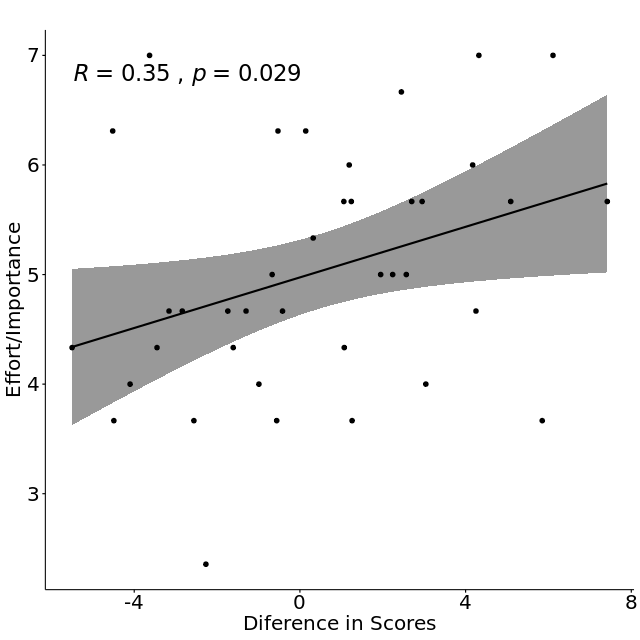 7
R = 0.35 , p = 0.029
6
5
4
3
Effort/Importance
-4 0 4 8
Diference in Scores